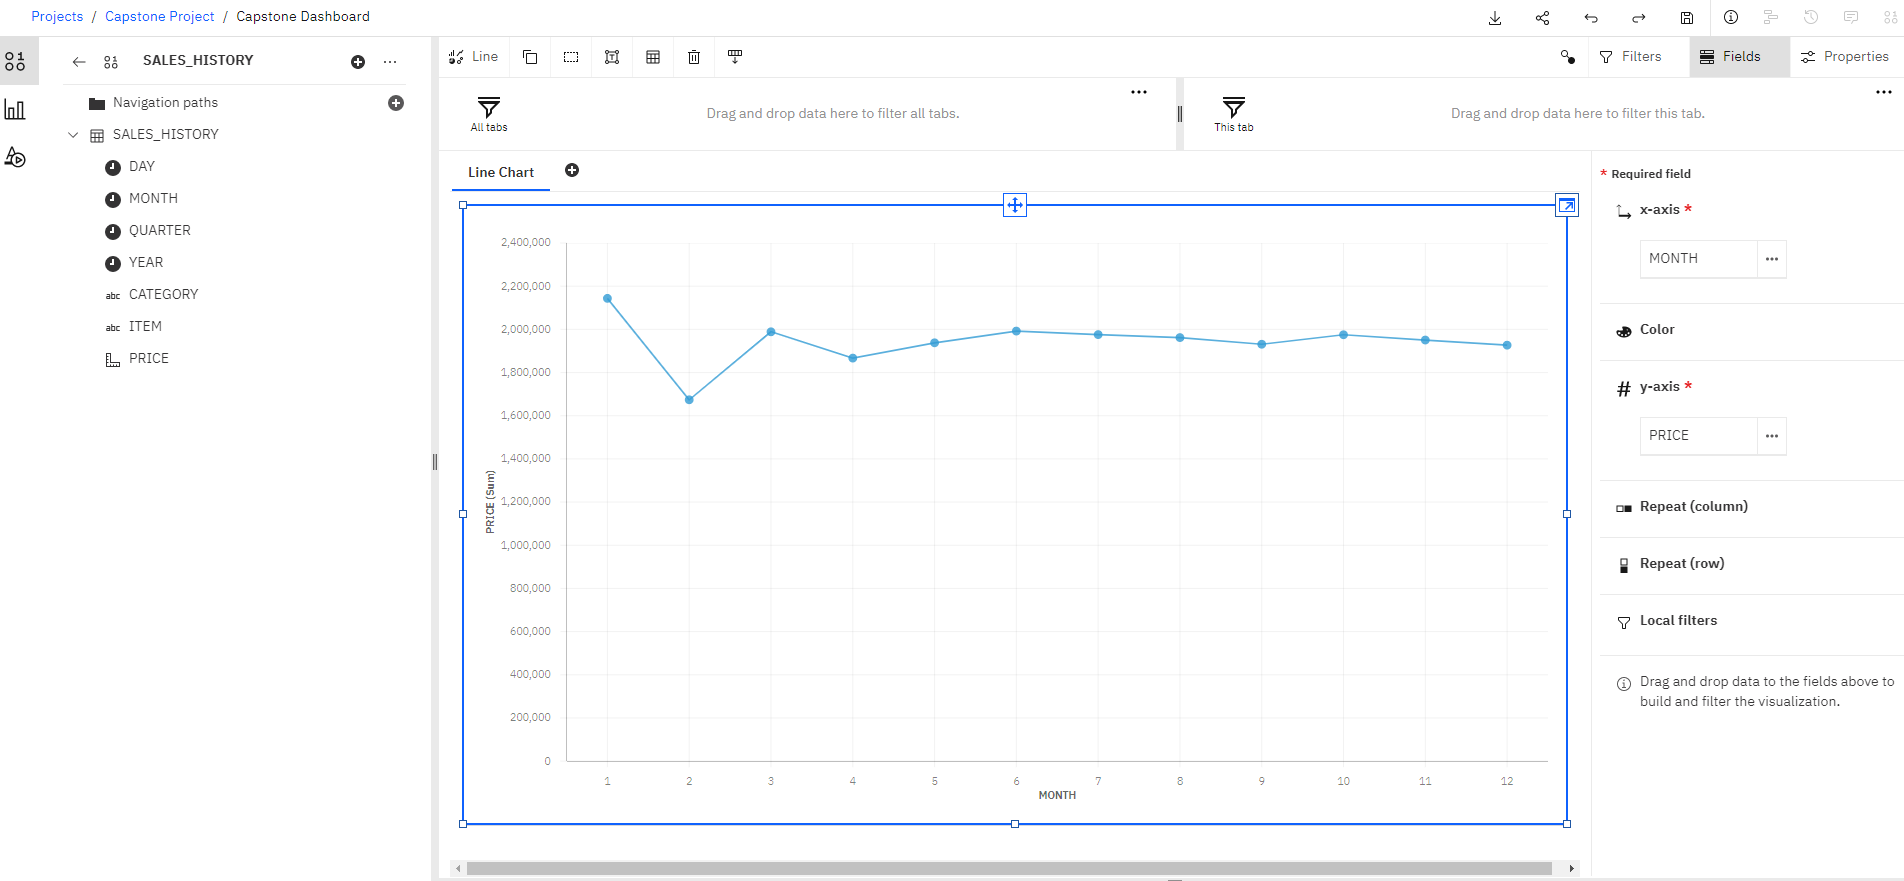 Projects / Capstone Project / Capstone Dashboard
SALES_HISTORY
Navigation paths
SALES_HISTORY
DAY
MONTH
QUARTER
YEAR
abc CATEGORY
abc ITEM
PRICE
Line
Filters
Fields
Properties
All tabs
Drag and drop data here to filter all tabs.
This tab
Drag and drop data here to filter this tab.
Line Chart
2,400,000
2,200,000
2,000,000
1,800,000
1,600,000
1,400,000
1,200,000
1,000,000
800,000
600,000
400,000
200,000
0
PRICE (Sum)
1 2 3 4 5 6 7 8 9 10 11 12
MONTH
* Required field
x-axis *
MONTH
Color
# y-axis *
PRICE
Repeat (column)
Repeat (row)
Local filters
Drag and drop data to the fields above to
build and filter the visualization.